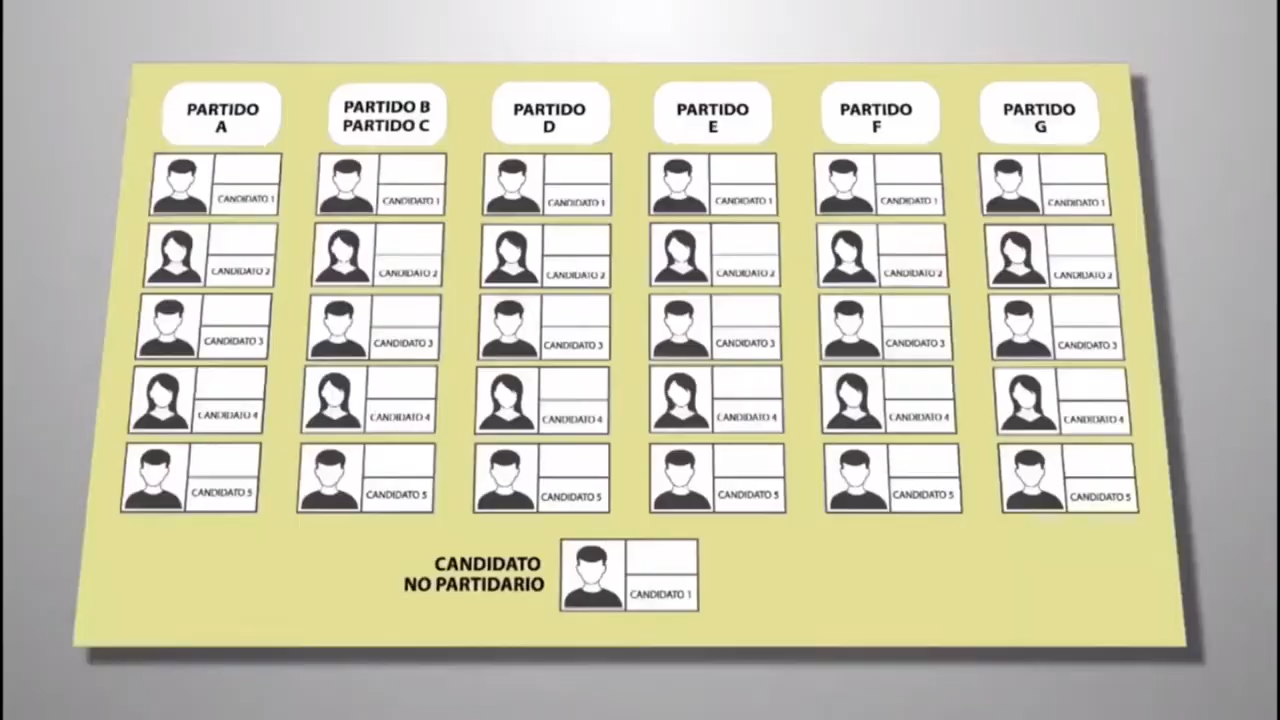 PARTIDO
A
PARTIDO B
PARTIDO C
PARTIDO
D
PARTIDO
E
PARTIDO
F
PARTIDO
G
CANDIDATO 1
CANDIDATO 1
CANDIDATO 1
CANDIDATO 1
CANDIDATO 1
CANDIDATO 1
CANDIDATO 2
CANDIDATO 2
CANDIDATO 2
CANDIDATO 2
CANDIDATO 2
CANDIDATO 2
CANDIDATO 3
CANDIDATO 3
CANDIDATO 3
CANDIDATO 3
CANDIDATO 3
CANDIDATO 3
CANDIDATO 4
CANDIDATO 4
CANDIDATO 4
CANDIDATO 4
CANDIDATO 4
CANDIDATO 4
CANDIDATO 5
CANDIDATO 5
CANDIDATO 5
CANDIDATO 5
CANDIDATO 5
CANDIDATO 5
CANDIDATO
NO PARTIDARIO
CANDIDATO 1